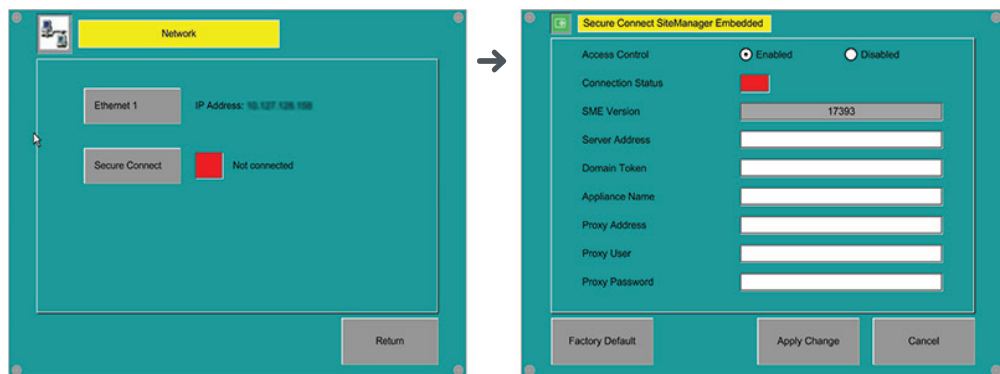 Network
Ethernet 1
IP Address:
Secure Connect
Not connected
Return
Secure Connect SiteManager Embedded
Access Control
Enabled
Disabled
Connection Status
SME Version
17393
Server Address
Domain Token
Appliance Name
Proxy Address
Proxy User
Proxy Password
Factory Default
Apply Change
Cancel